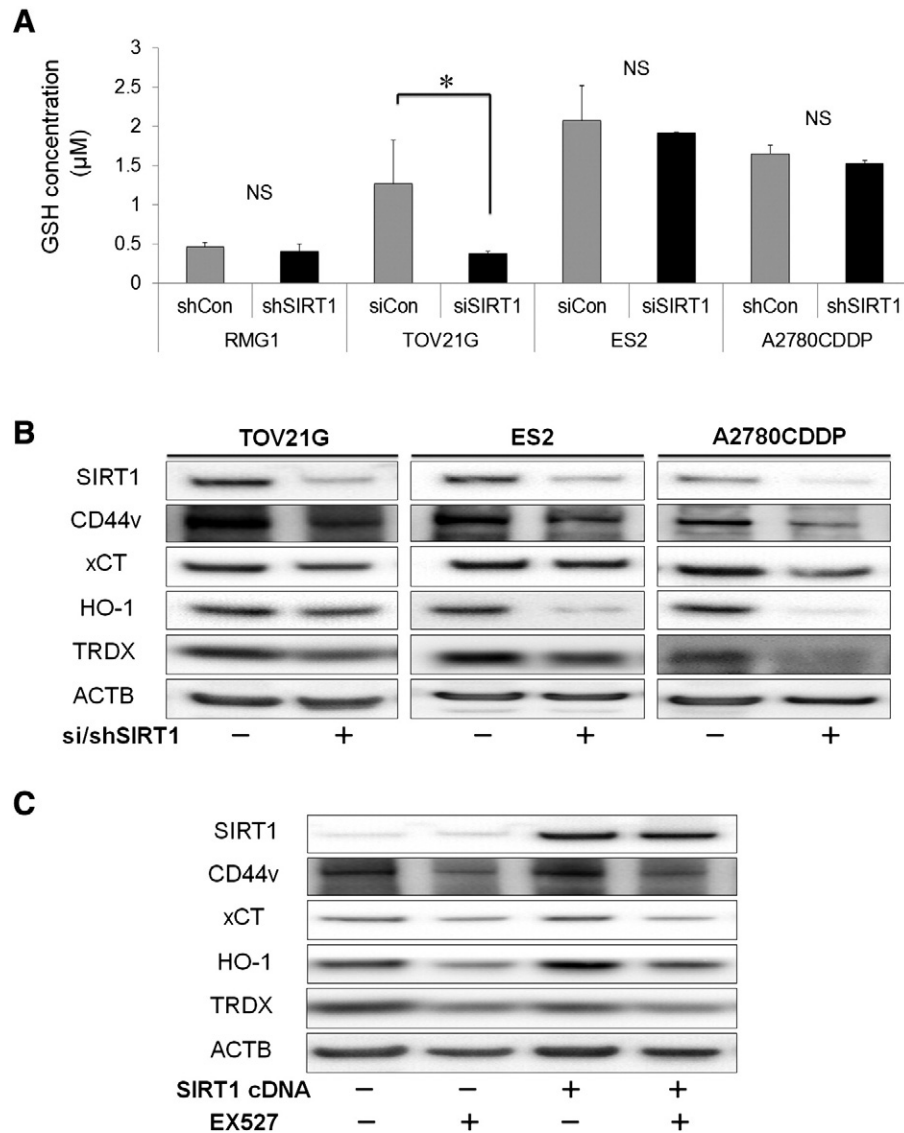 A
3
2.5
2
1.5
1
0.5
0
GSH concentration
(µM)
NS
*
NS
NS
shCon shSIRT1 siCon siSIRT1 siCon siSIRT1 shCon shSIRT1
RMG1 TOV21G ES2 A2780CDDP
B
TOV21G ES2 A2780CDDP
SIRT1
CD44v
xCT
HO-1
TRDX
ACTB
si/shSIRT1 − + − + − +
C
SIRT1
CD44v
xCT
HO-1
TRDX
ACTB
SIRT1 cDNA − − + +
EX527 − + − +